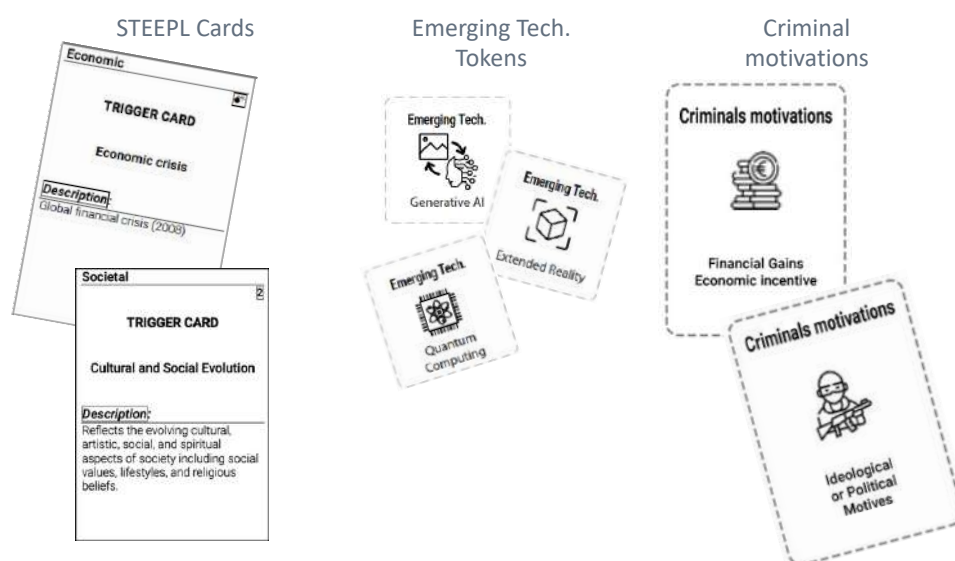 STEEPL Cards
Economic
TRIGGER CARD
Economic crisis
Description:
Global financial crisis (2008)
Societal
2
TRIGGER CARD
Cultural and Social Evolution
Description:
Reflects the evolving cultural,
artistic, social, and spiritual
aspects of society including social
values, lifestyles, and religious
beliefs.
Emerging Tech.
Tokens
Emerging Tech.
Generative AI
Emerging Tech.
Extended Reality
Emerging Tech.
Quantum
Computing
Criminal
motivations
Criminals motivations
Financial Gains
Economic Incentive
Criminals motivations
Ideological
or Political
Motives